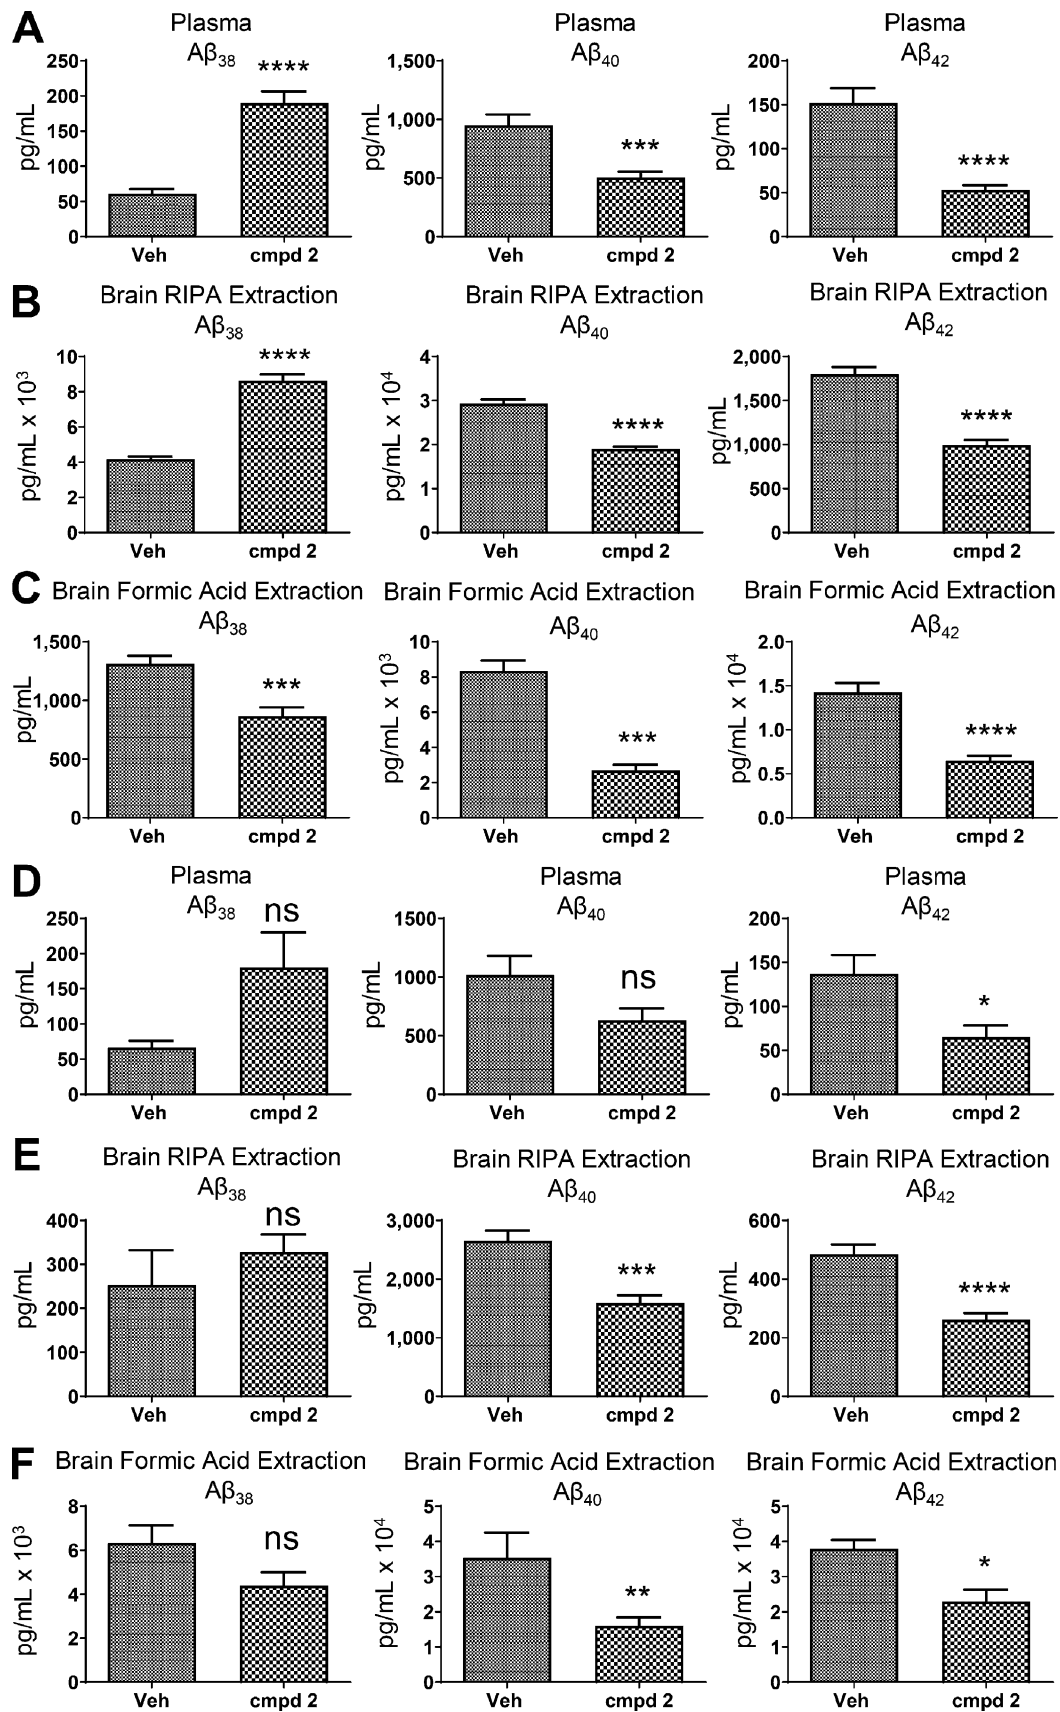 A
Plasma
Aβ38
****
250
200
150
100
50
0
pg/mL
Veh
cmpd 2
Plasma
Aβ40
***
1,500
1,000
500
0
pg/mL
Veh
cmpd 2
Plasma
Aβ42
****
200
150
100
50
0
pg/mL
Veh
cmpd 2
B
Brain RIPA Extraction
Aβ38
****
10
8
6
4
2
0
pg/mL x 10³
Veh
cmpd 2
Brain RIPA Extraction
Aβ40
****
4
3
2
1
0
pg/mL x 10⁴
Veh
cmpd 2
Brain RIPA Extraction
Aβ42
****
2,000
1,500
1,000
500
0
pg/mL
Veh
cmpd 2
C
Brain Formic Acid Extraction
Aβ38
***
1,500
1,000
500
0
pg/mL
Veh
cmpd 2
Brain Formic Acid Extraction
Aβ40
***
10
8
6
4
2
0
pg/mL x 10³
Veh
cmpd 2
Brain Formic Acid Extraction
Aβ42
****
2.0
1.5
1.0
0.5
0.0
pg/mL x 10⁴
Veh
cmpd 2
D
Plasma
Aβ38
ns
250
200
150
100
50
0
pg/mL
Veh
cmpd 2
Plasma
Aβ40
ns
1500
1000
500
0
pg/mL
Veh
cmpd 2
Plasma
Aβ42
*
200
150
100
50
0
pg/mL
Veh
cmpd 2
E
Brain RIPA Extraction
Aβ38
ns
400
300
200
100
0
pg/mL
Veh
cmpd 2
Brain RIPA Extraction
Aβ40
***
3,000
2,000
1,000
0
pg/mL
Veh
cmpd 2
Brain RIPA Extraction
Aβ42
****
600
400
200
0
pg/mL
Veh
cmpd 2
F
Brain Formic Acid Extraction
Aβ38
ns
8
6
4
2
0
pg/mL x 10³
Veh
cmpd 2
Brain Formic Acid Extraction
Aβ40
**
5
4
3
2
1
0
pg/mL x 10⁴
Veh
cmpd 2
Brain Formic Acid Extraction
Aβ42
*
5
4
3
2
1
0
pg/mL x 10⁴
Veh
cmpd 2